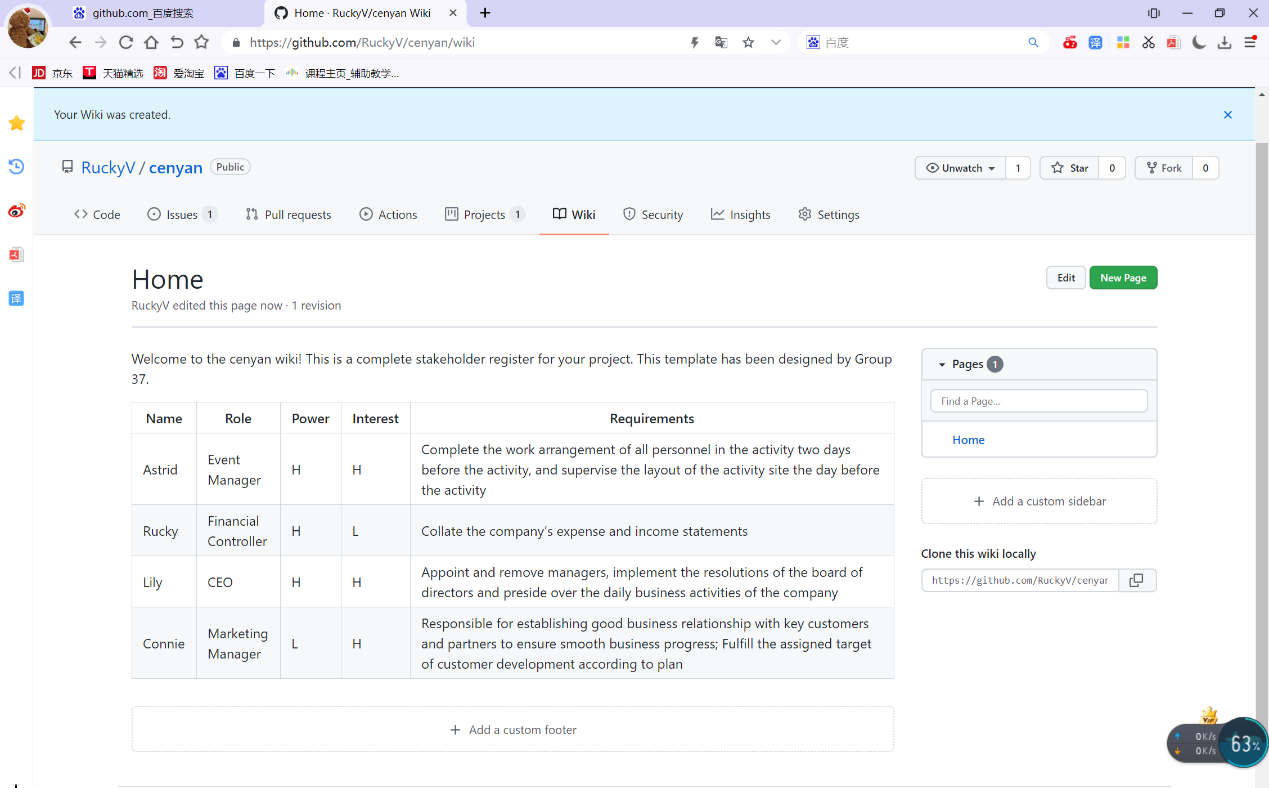 github.com_百度搜索
Home · RuckyV/cenyan Wiki
https://github.com/RuckyV/cenyan/wiki
百度
译
JD 京东
T 天猫精选
淘 爱淘宝
百度一下
课程主页_辅助教学...
Your Wiki was created.
RuckyV / cenyan Public
Unwatch 1
Star 0
Fork 0
Code
Issues 1
Pull requests
Actions
Projects 1
Wiki
Security
Insights
Settings
译
Home
Edit
New Page
RuckyV edited this page now · 1 revision
Welcome to the cenyan wiki! This is a complete stakeholder register for your project. This template has been designed by Group
37.
Name Role Power Interest Requirements
Astrid
Event
Manager
H
H
Complete the work arrangement of all personnel in the activity two days
before the activity, and supervise the layout of the activity site the day before
the activity
Rucky
Financial
Controller
H
L
Collate the company's expense and income statements
Lily
CEO
H
H
Appoint and remove managers, implement the resolutions of the board of
directors and preside over the daily business activities of the company
Connie
Marketing
Manager
L
H
Responsible for establishing good business relationship with key customers
and partners to ensure smooth business progress; Fulfill the assigned target
of customer development according to plan
Add a custom footer
Pages 1
Find a Page...
Home
Add a custom sidebar
Clone this wiki locally
https://github.com/RuckyV/cenyar
VIP
0K/s
0K/s
63%